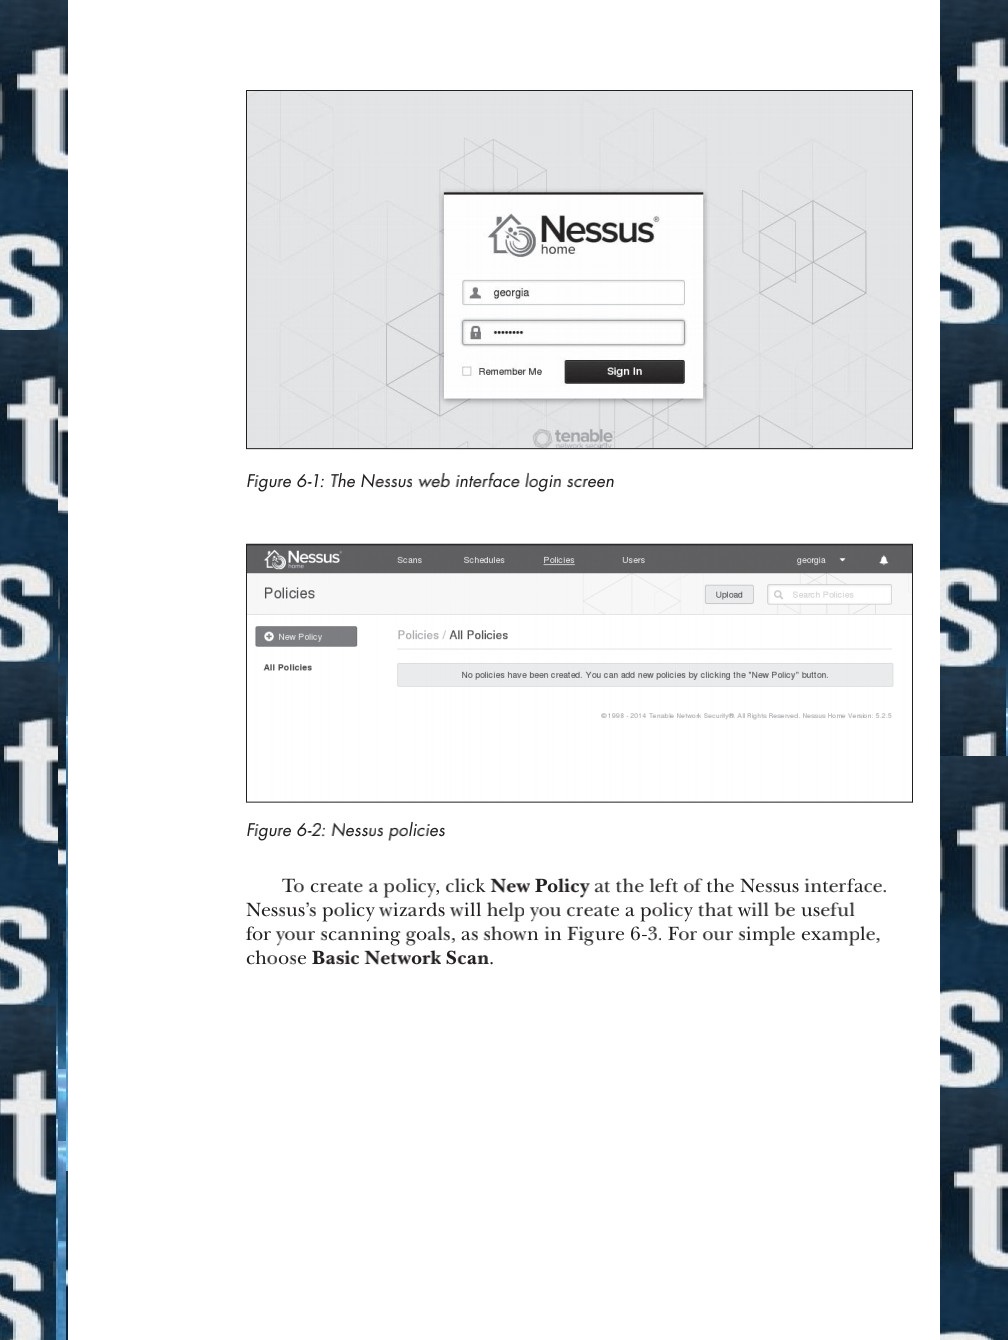 Nessus®
home
georgia
••••••••
Remember Me
Sign In
tenable
network security
Figure 6-1: The Nessus web interface login screen
Nessus
home
Scans
Schedules
Policies
Users
georgia
Policies
Upload
Search Policies
New Policy
Policies / All Policies
All Policies
No policies have been created. You can add new policies by clicking the "New Policy" button.
© 1998 - 2014 Tenable Network Security®. All Rights Reserved. Nessus Home Version: 5.2.5
Figure 6-2: Nessus policies
To create a policy, click New Policy at the left of the Nessus interface.
Nessus’s policy wizards will help you create a policy that will be useful
for your scanning goals, as shown in Figure 6-3. For our simple example,
choose Basic Network Scan.